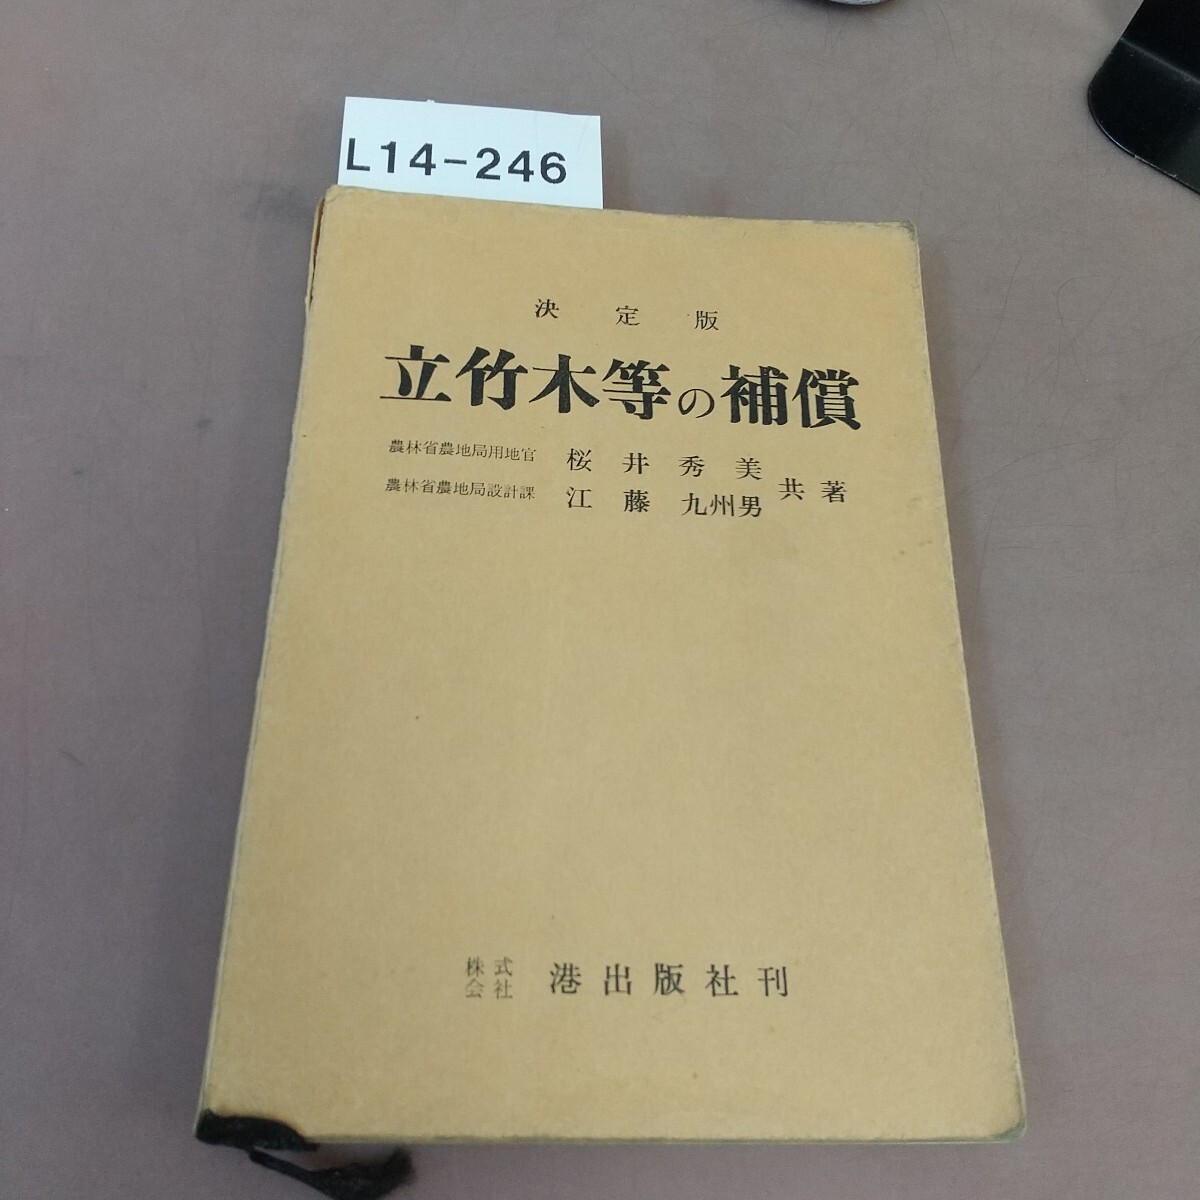 L14-246
決定版
立竹木等の補償
農林省農地局用地官 桜井秀美
農林省農地局設計課 江藤九州男 共著
株式会社 港出版社刊